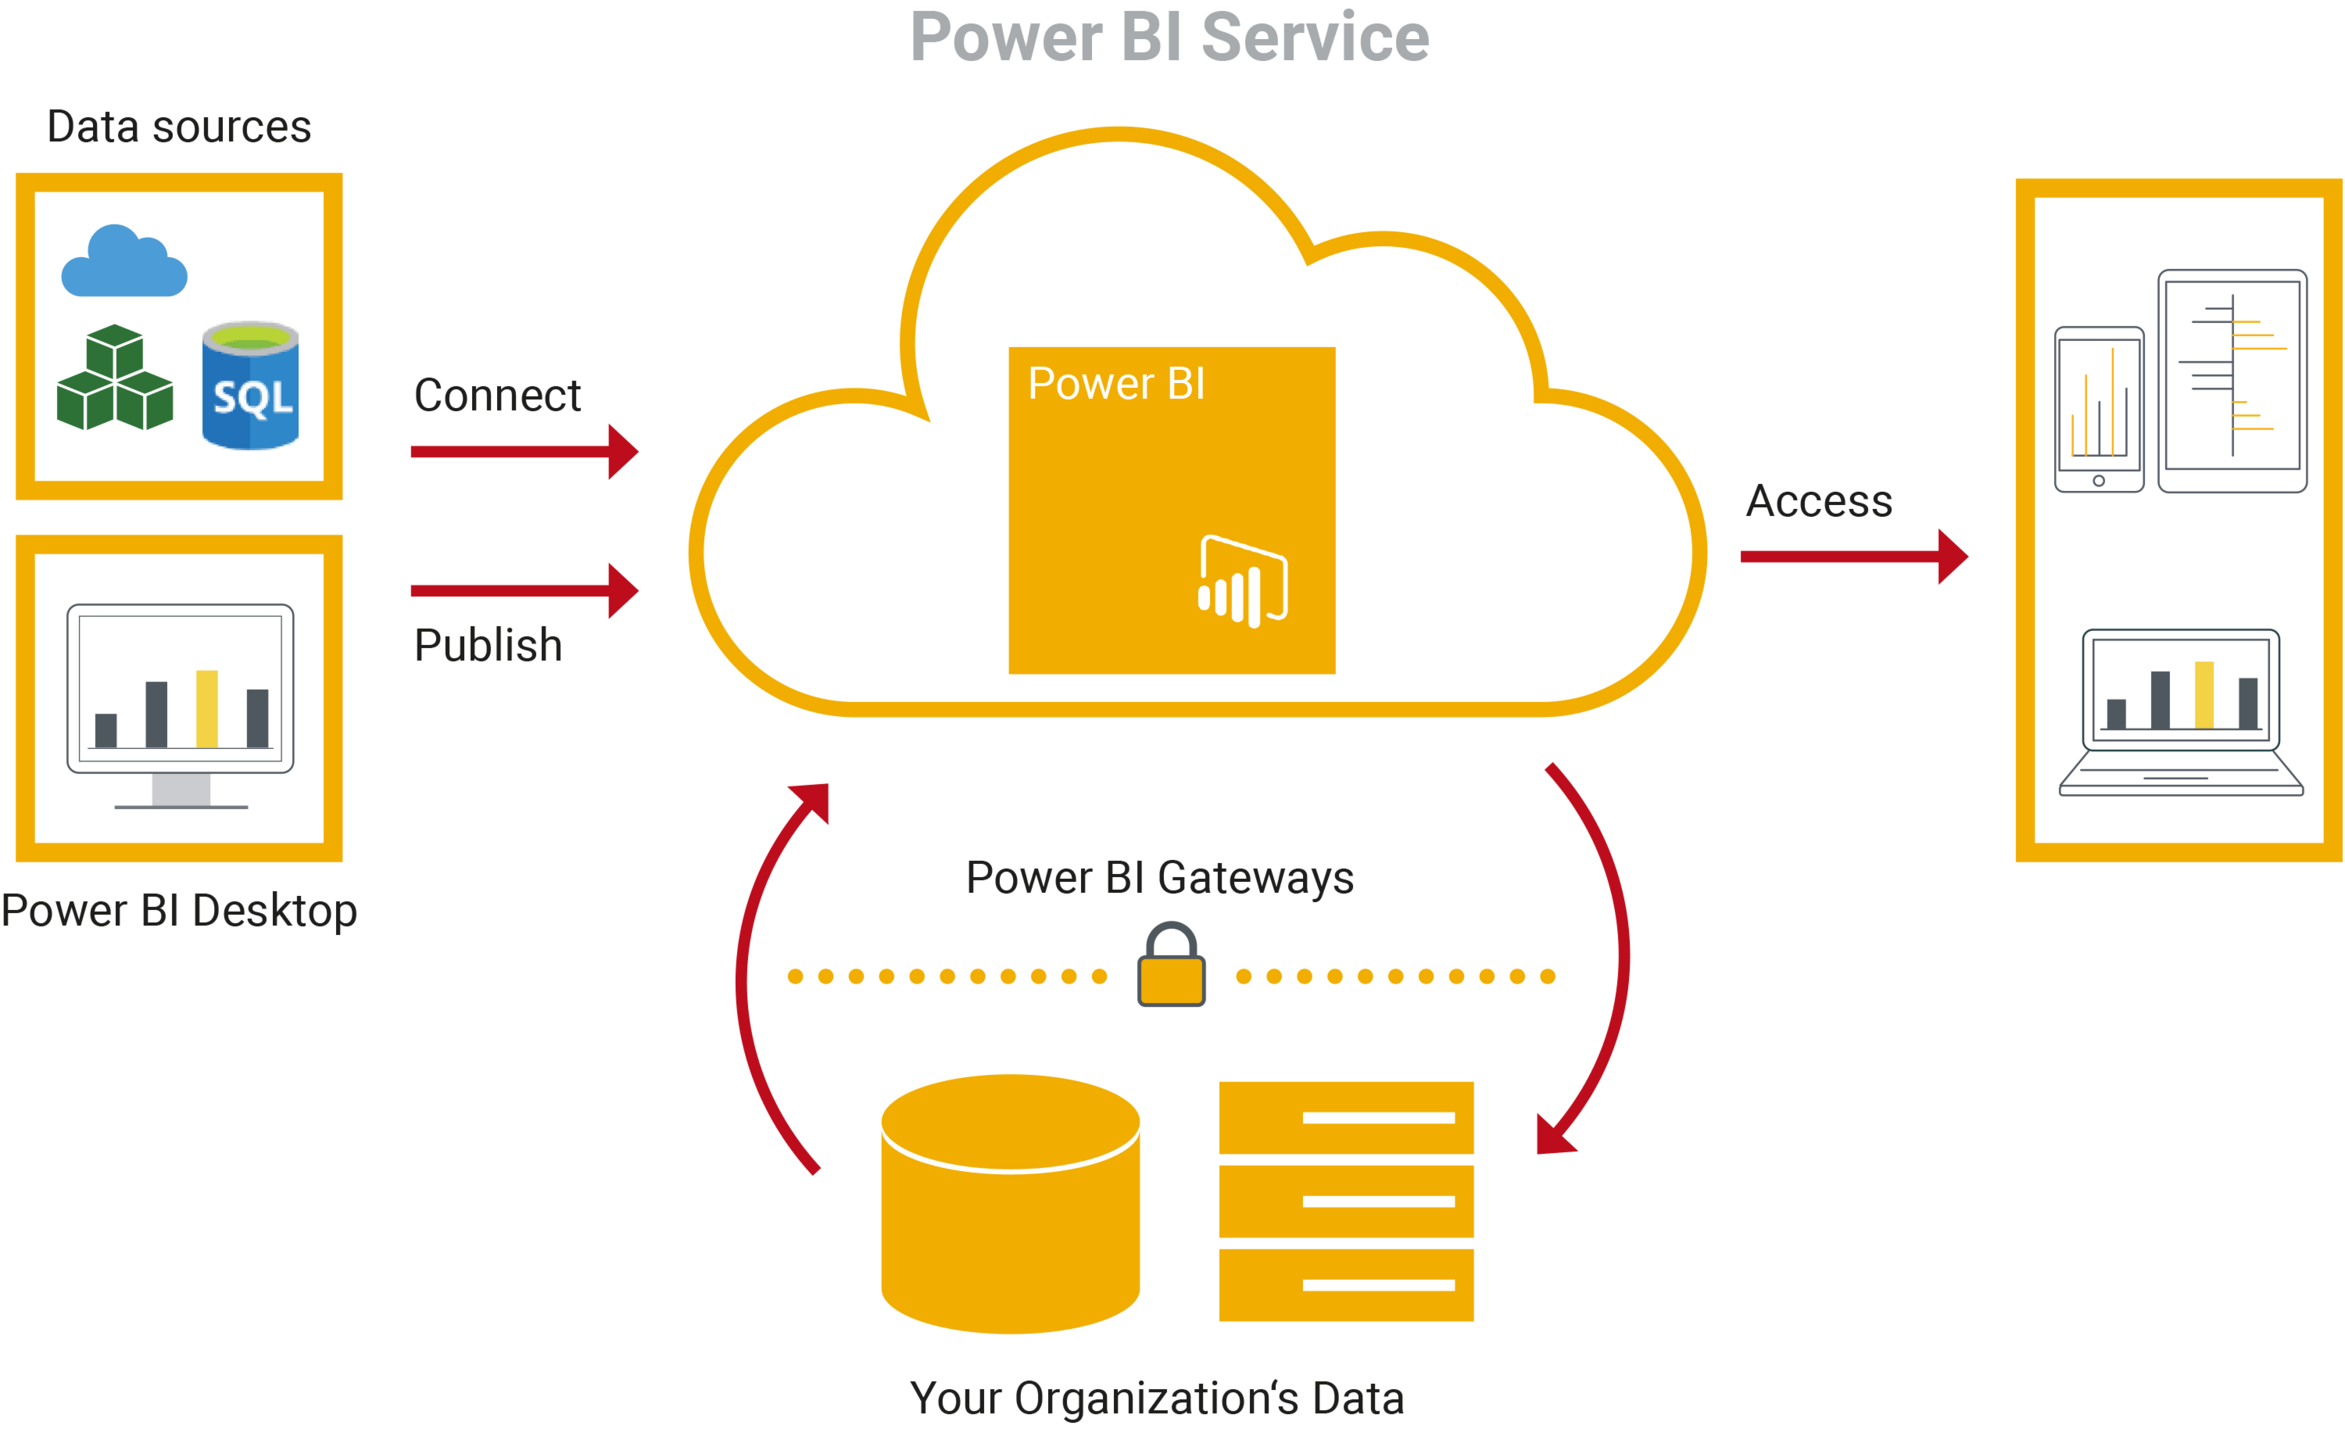 Power BI Service
Data sources
SQL
Connect
Power BI
Access
Publish
Power BI Desktop
Power BI Gateways
Your Organization‘s Data